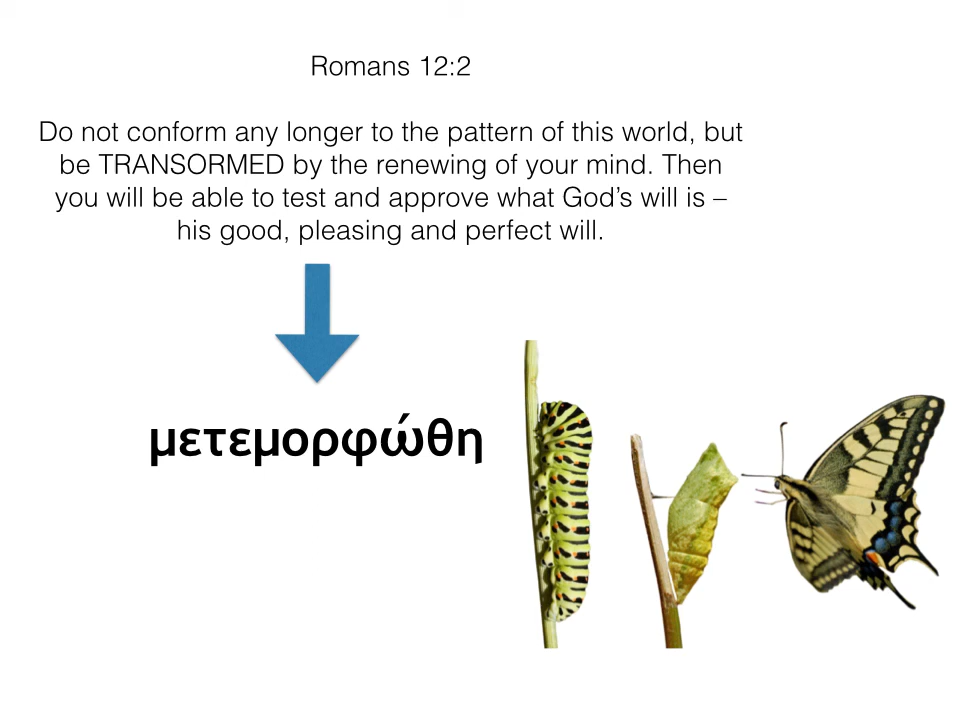 Romans 12:2
Do not conform any longer to the pattern of this world, but
be TRANSORMED by the renewing of your mind. Then
you will be able to test and approve what God’s will is –
his good, pleasing and perfect will.
μετεμορφώθη